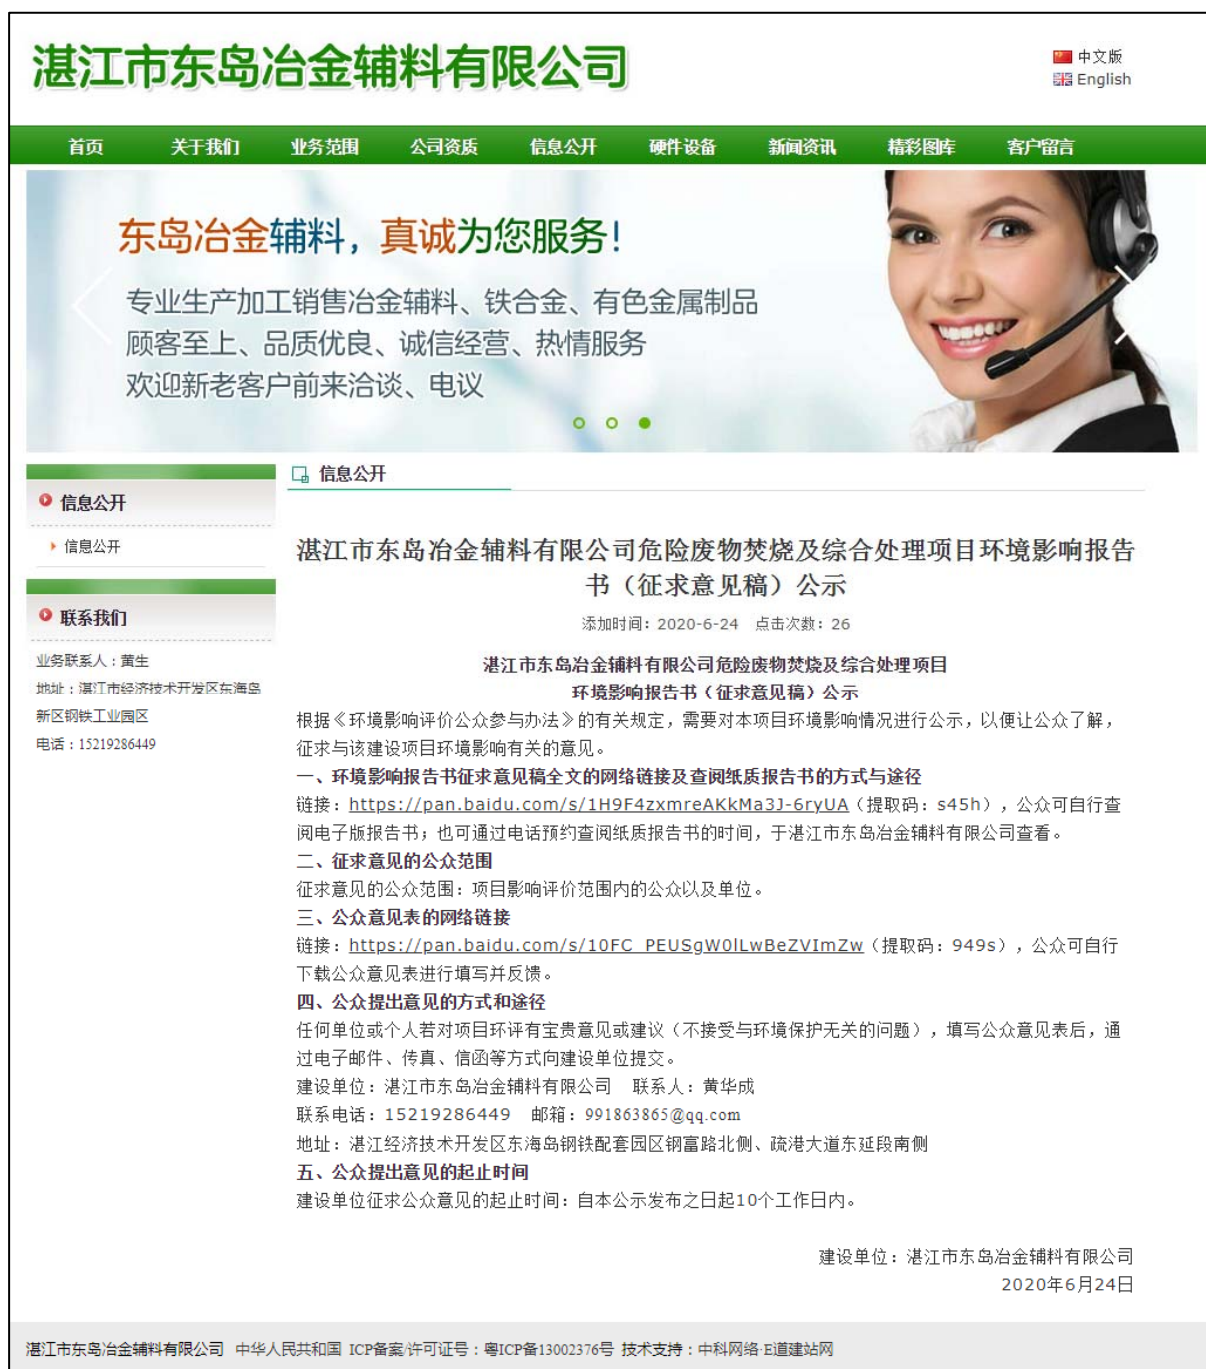 湛江市东岛冶金辅料有限公司
中文版
English
首页 关于我们 业务范围 公司资质 信息公开 硬件设备 新闻资讯 精彩图库 客户留言
东岛冶金辅料，真诚为您服务！
专业生产加工销售冶金辅料、铁合金、有色金属制品
顾客至上、品质优良、诚信经营、热情服务
欢迎新老客户前来洽谈、电议
信息公开
信息公开
联系我们
业务联系人：黄生
地址：湛江市经济技术开发区东海岛
新区钢铁工业园区
电话：15219286449
信息公开
湛江市东岛冶金辅料有限公司危险废物焚烧及综合处理项目环境影响报告
书（征求意见稿）公示
添加时间：2020-6-24 点击次数：26
湛江市东岛冶金辅料有限公司危险废物焚烧及综合处理项目
环境影响报告书（征求意见稿）公示
根据《环境影响评价公众参与办法》的有关规定，需要对本项目环境影响情况进行公示，以便让公众了解，
征求与该建设项目环境影响有关的意见。
一、环境影响报告书征求意见稿全文的网络链接及查阅纸质报告书的方式与途径
链接：https://pan.baidu.com/s/1H9F4zxmreAKkMa3J-6ryUA（提取码：s45h），公众可自行查
阅电子版报告书；也可通过电话预约查阅纸质报告书的时间，于湛江市东岛冶金辅料有限公司查看。
二、征求意见的公众范围
征求意见的公众范围：项目影响评价范围内的公众以及单位。
三、公众意见表的网络链接
链接：https://pan.baidu.com/s/10FC_PEUSgW0lLwBeZVImZw（提取码：949s），公众可自行
下载公众意见表进行填写并反馈。
四、公众提出意见的方式和途径
任何单位或个人若对项目环评有宝贵意见或建议（不接受与环境保护无关的问题），填写公众意见表后，通
过电子邮件、传真、信函等方式向建设单位提交。
建设单位：湛江市东岛冶金辅料有限公司 联系人：黄华成
联系电话：15219286449 邮箱：991863865@qq.com
地址：湛江经济技术开发区东海岛钢铁配套园区钢富路北侧、疏港大道东延段南侧
五、公众提出意见的起止时间
建设单位征求公众意见的起止时间：自本公示发布之日起10个工作日内。
建设单位：湛江市东岛冶金辅料有限公司
2020年6月24日
湛江市东岛冶金辅料有限公司 中华人民共和国 ICP备案/许可证号：粤ICP备13002376号 技术支持：中科网络·E道建站网